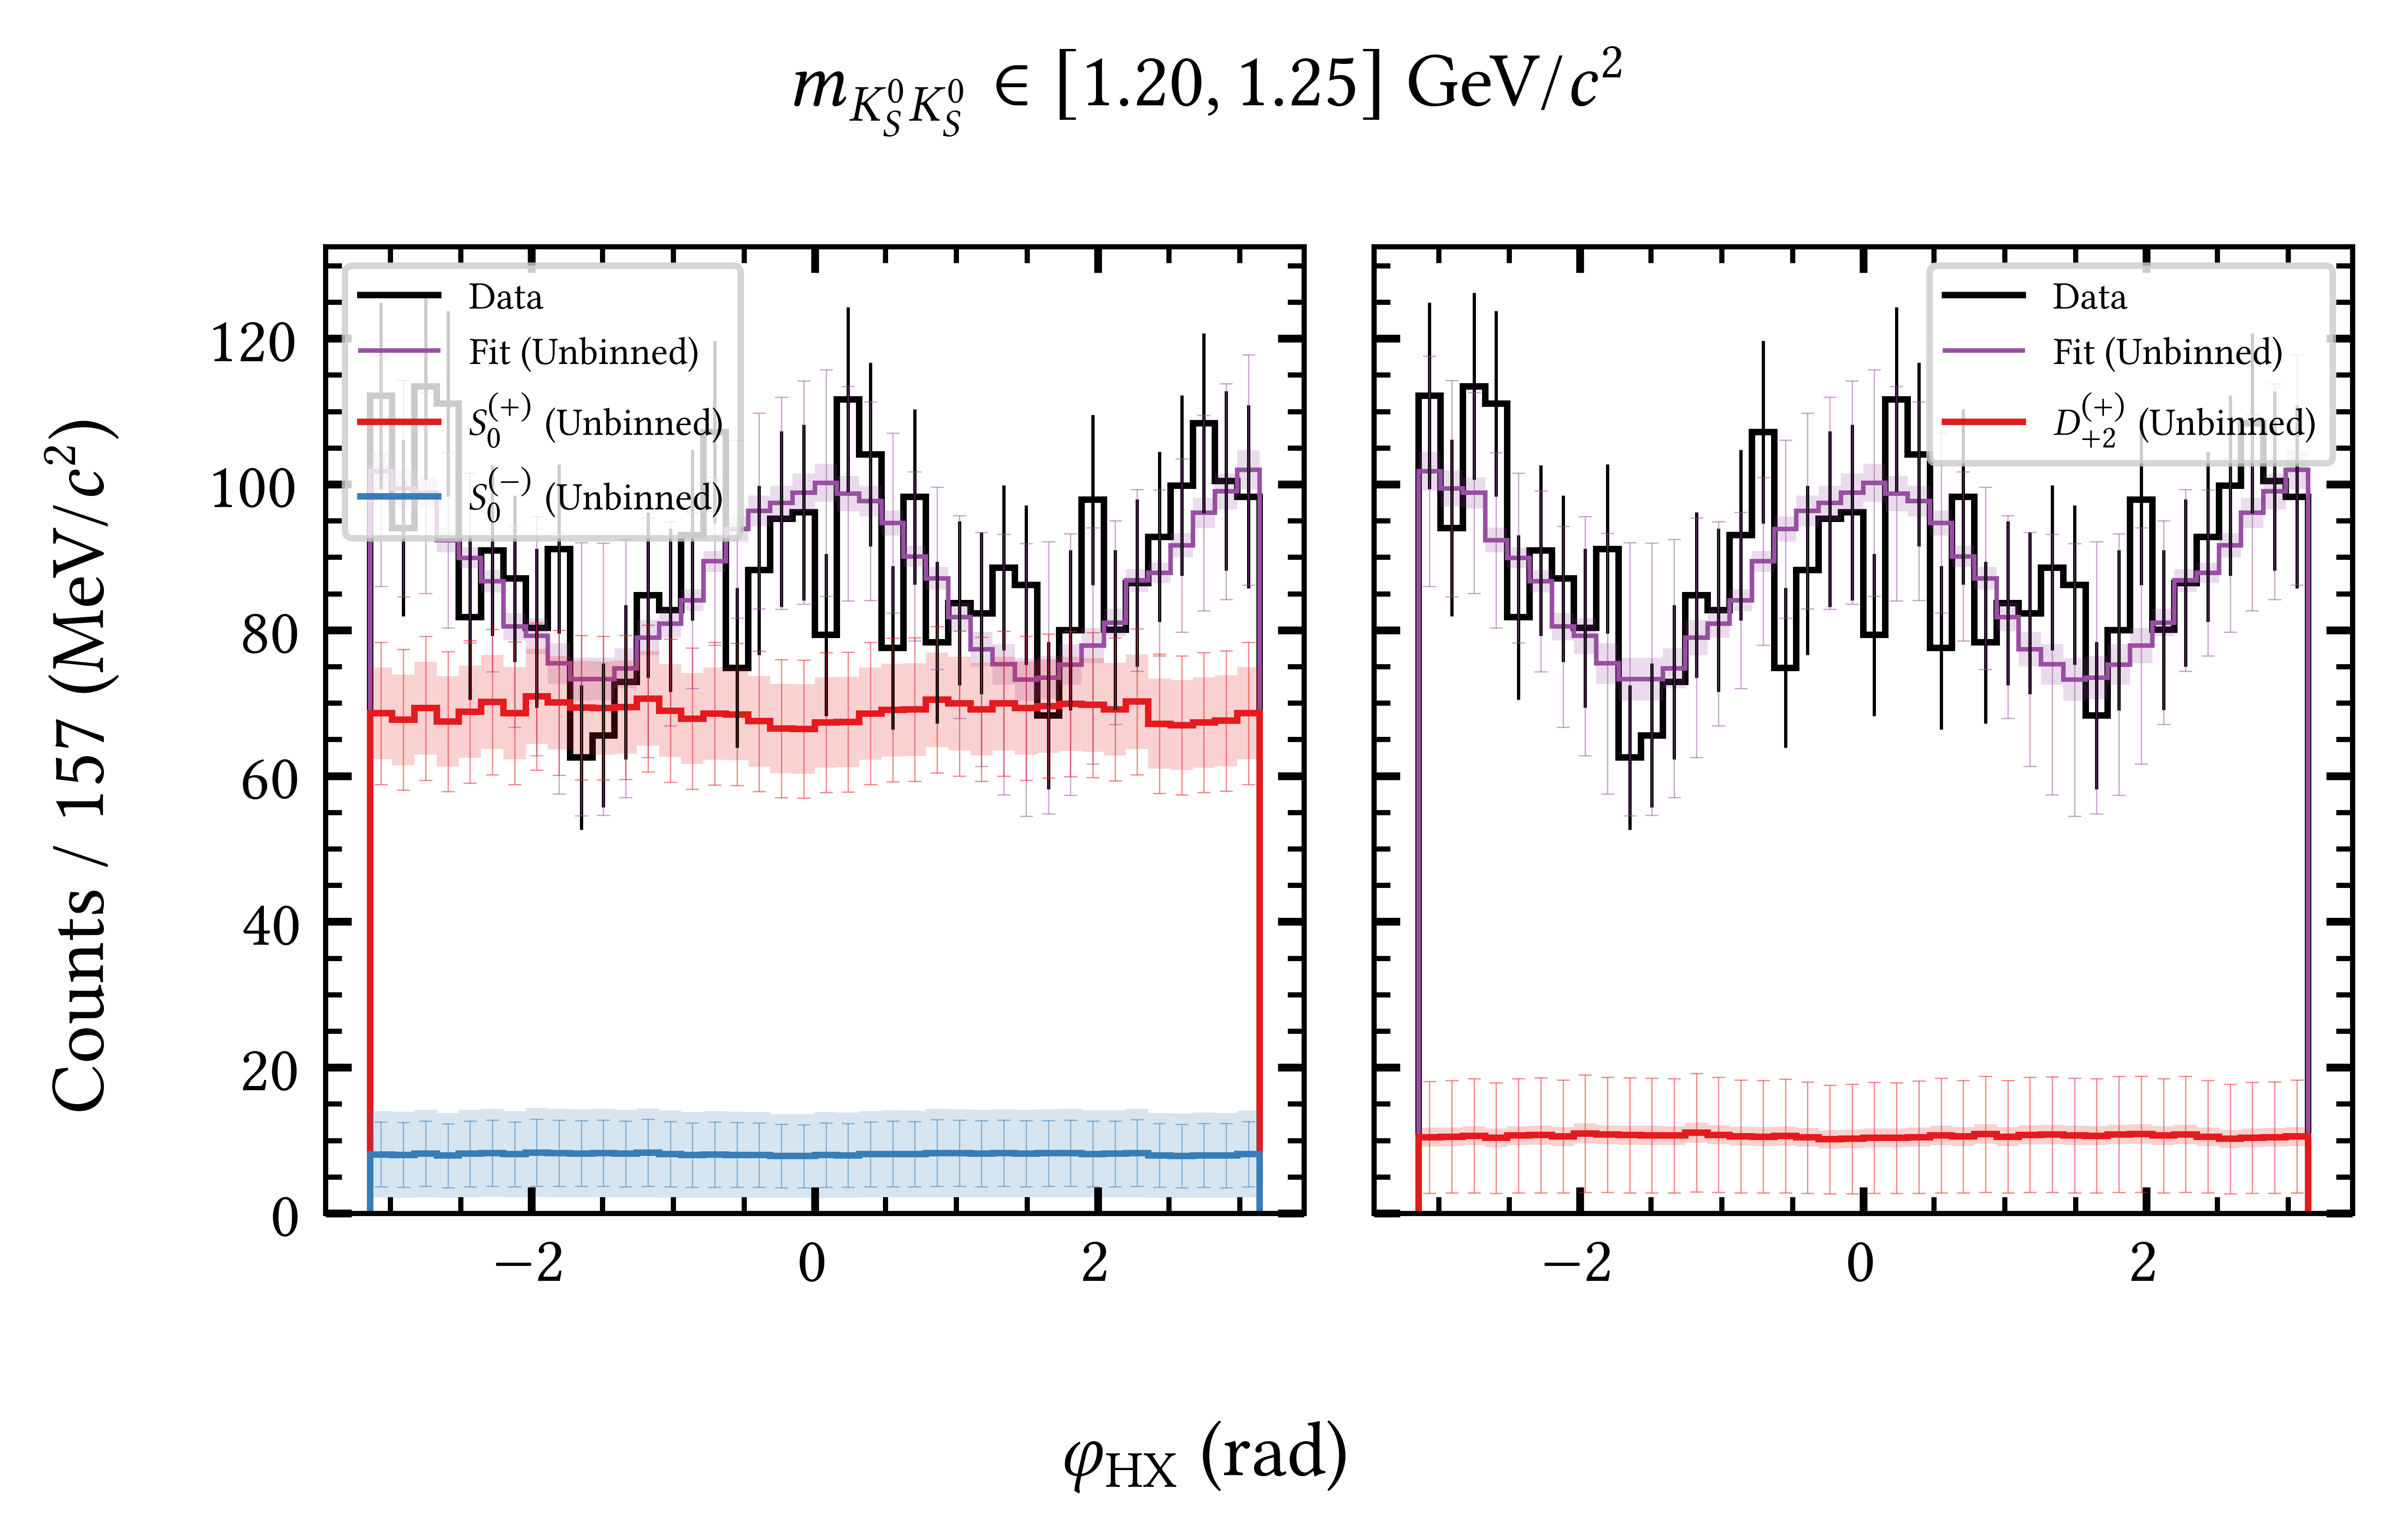 m_{K_S^0 K_S^0} ∈ [1.20, 1.25] GeV/c²
Counts / 157 (MeV/c²)
120
100
80
60
40
20
0
Data
Fit (Unbinned)
S_0^{(+)} (Unbinned)
S_0^{(−)} (Unbinned)
−2 0 2
Data
Fit (Unbinned)
D_{+2}^{(+)} (Unbinned)
−2 0 2
φ_{HX} (rad)